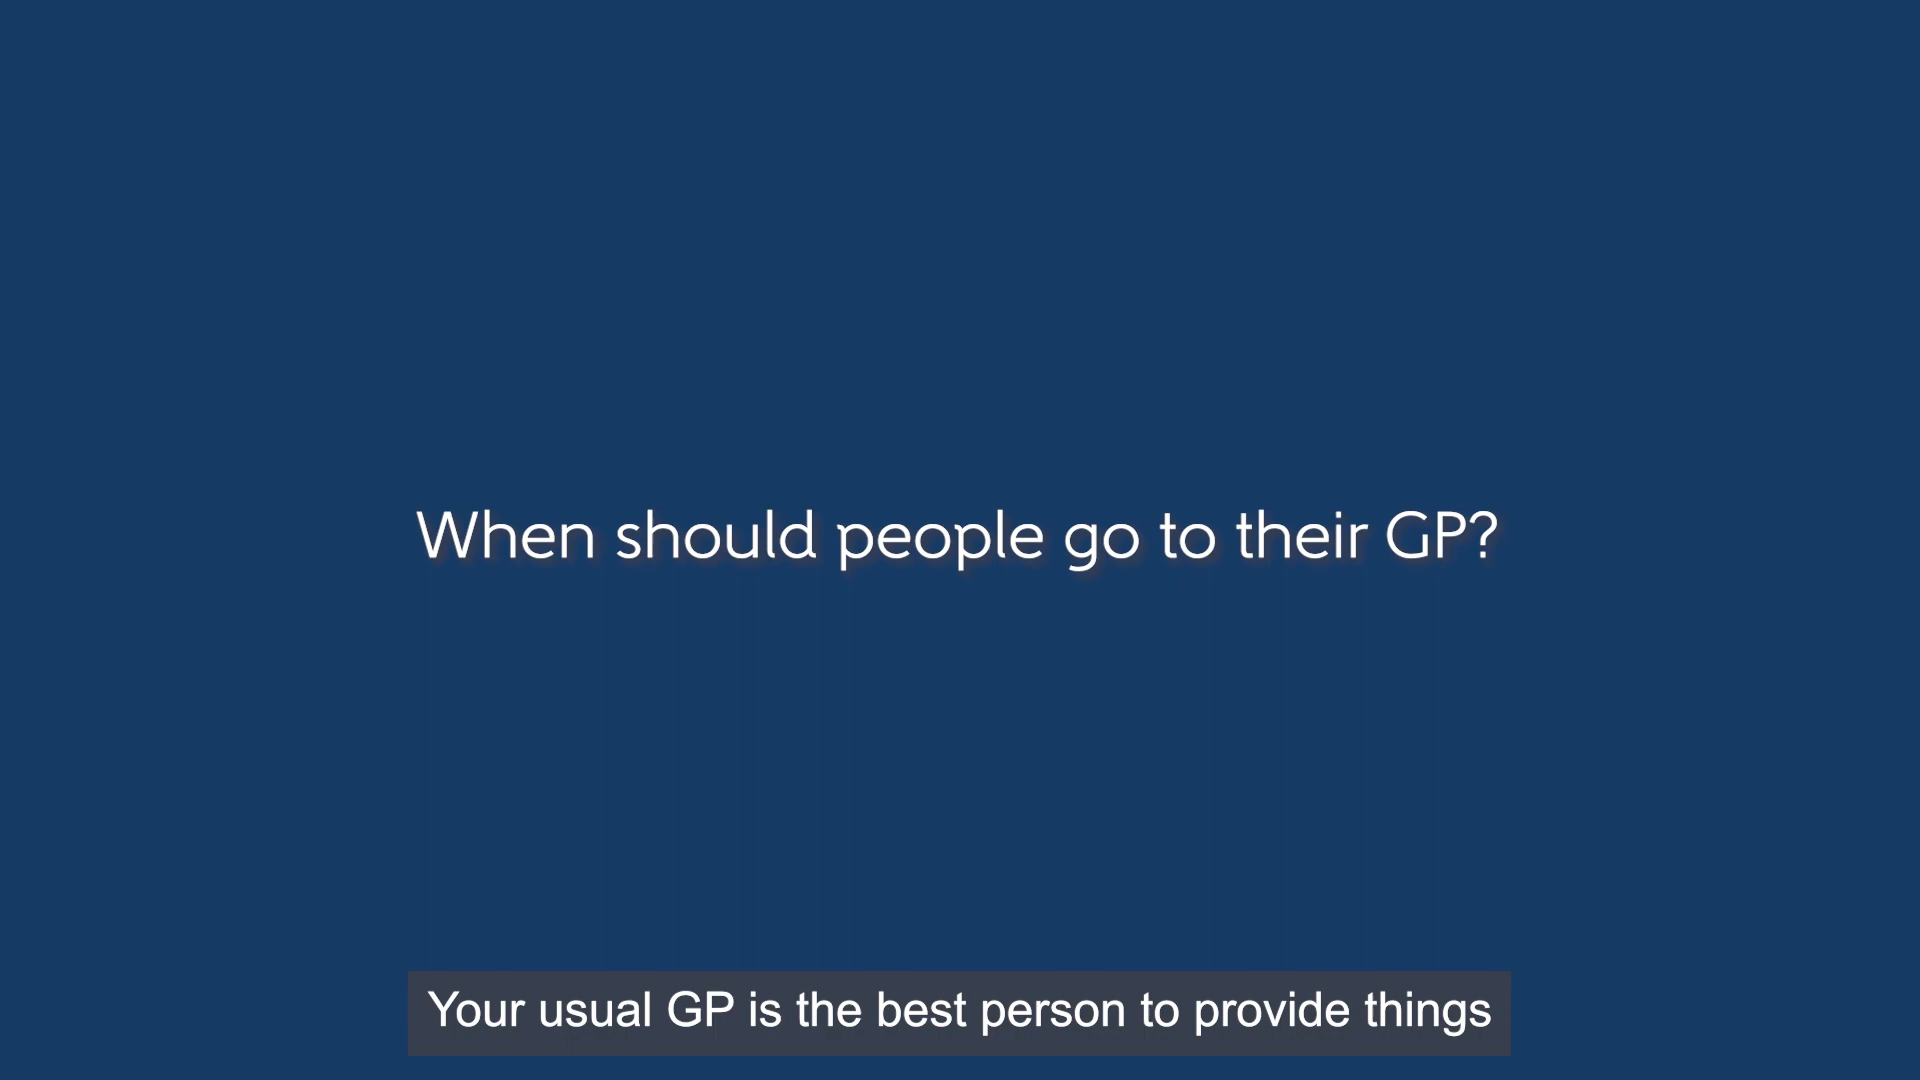 When should people go to their GP?
Your usual GP is the best person to provide things